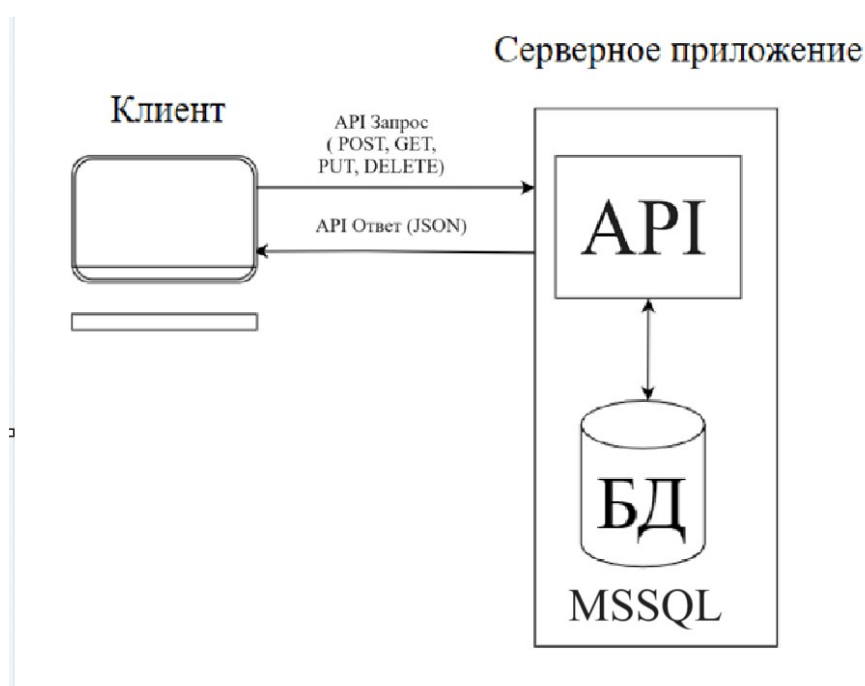 Серверное приложение
Клиент
API Запрос
( POST, GET,
PUT, DELETE)
API Ответ (JSON)
API
БД
MSSQL